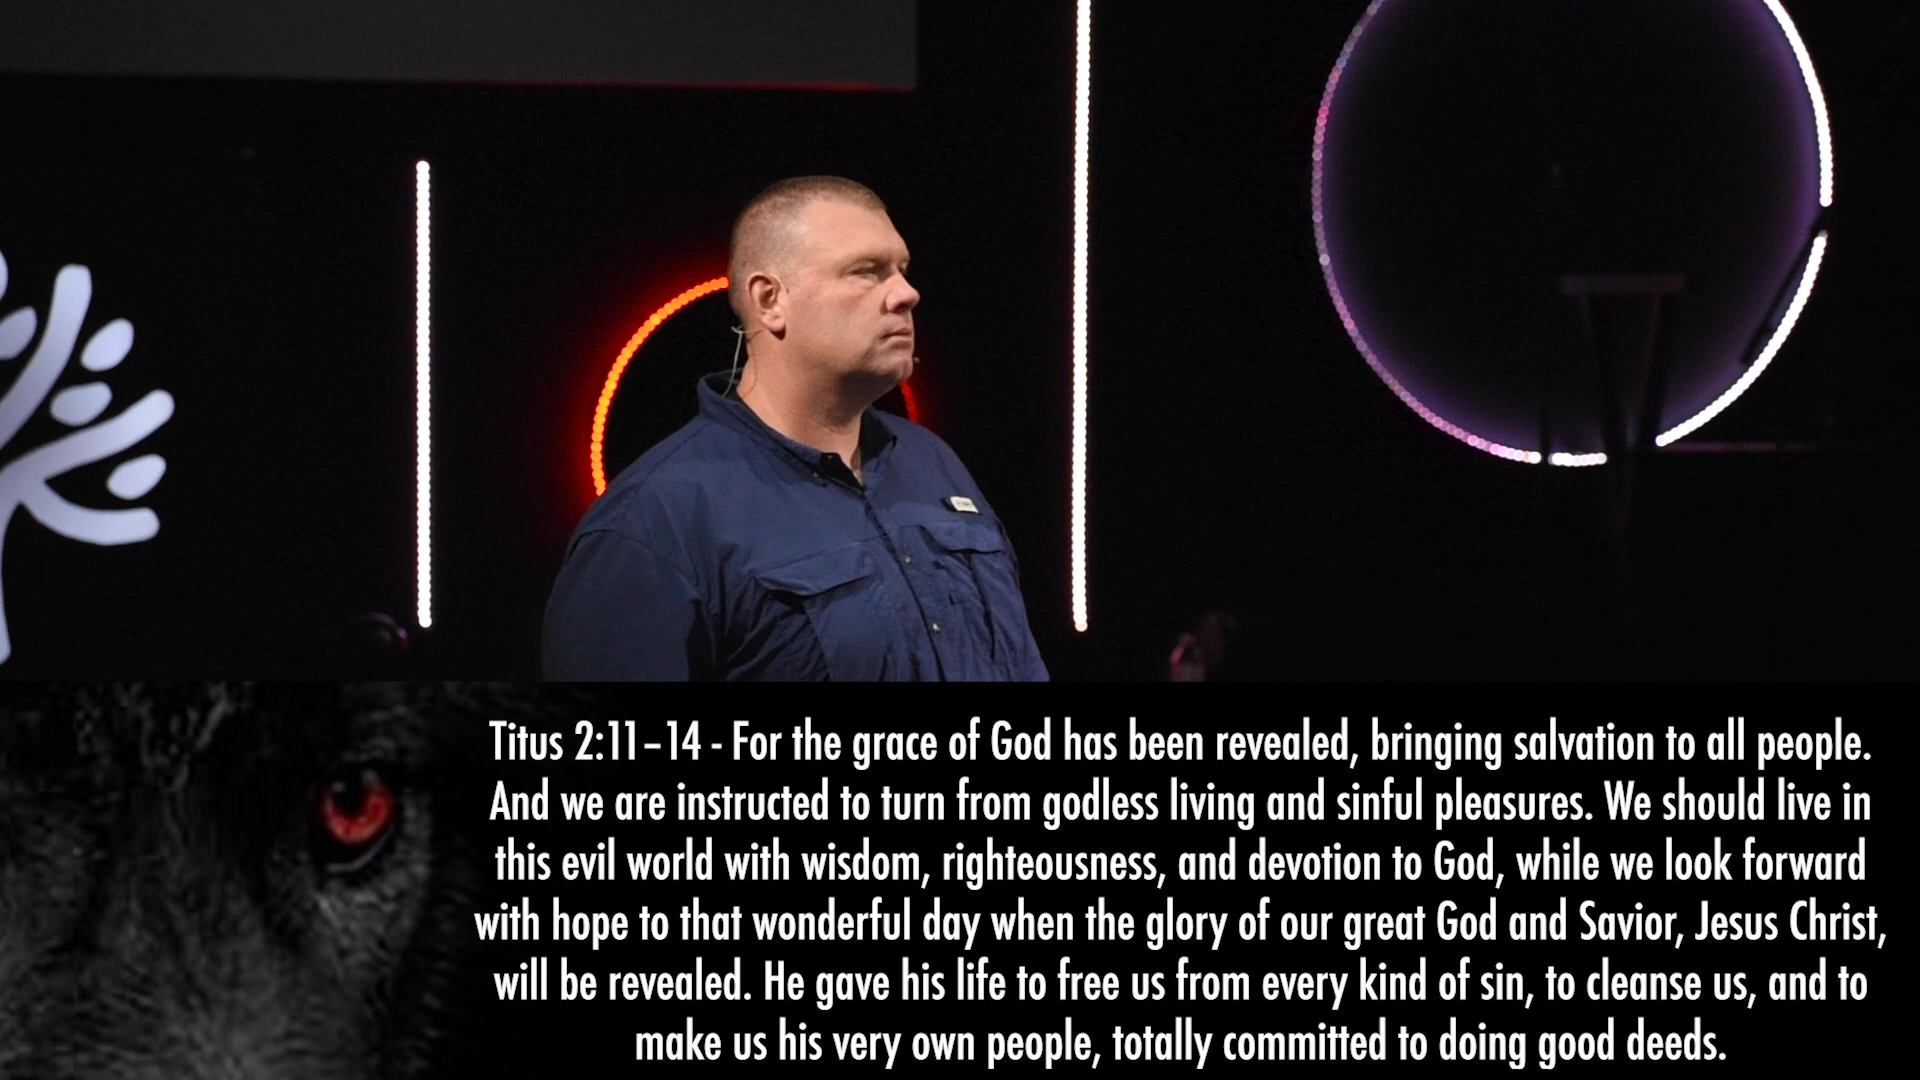 Titus 2:11–14 - For the grace of God has been revealed, bringing salvation to all people.
And we are instructed to turn from godless living and sinful pleasures. We should live in
this evil world with wisdom, righteousness, and devotion to God, while we look forward
with hope to that wonderful day when the glory of our great God and Savior, Jesus Christ,
will be revealed. He gave his life to free us from every kind of sin, to cleanse us, and to
make us his very own people, totally committed to doing good deeds.